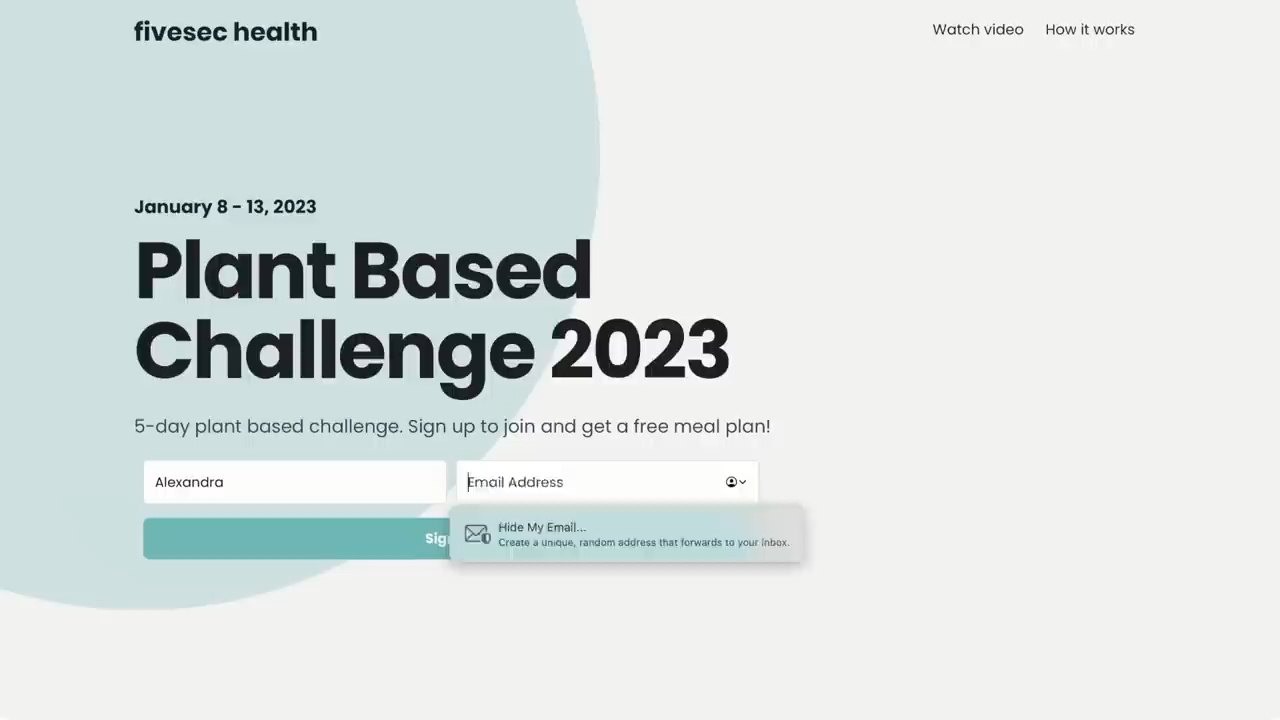 fivesec health
Watch video
How it works
January 8 - 13, 2023
Plant Based
Challenge 2023
5-day plant based challenge. Sign up to join and get a free meal plan!
Alexandra
Email Address
Hide My Email...
Create a unique, random address that forwards to your inbox.